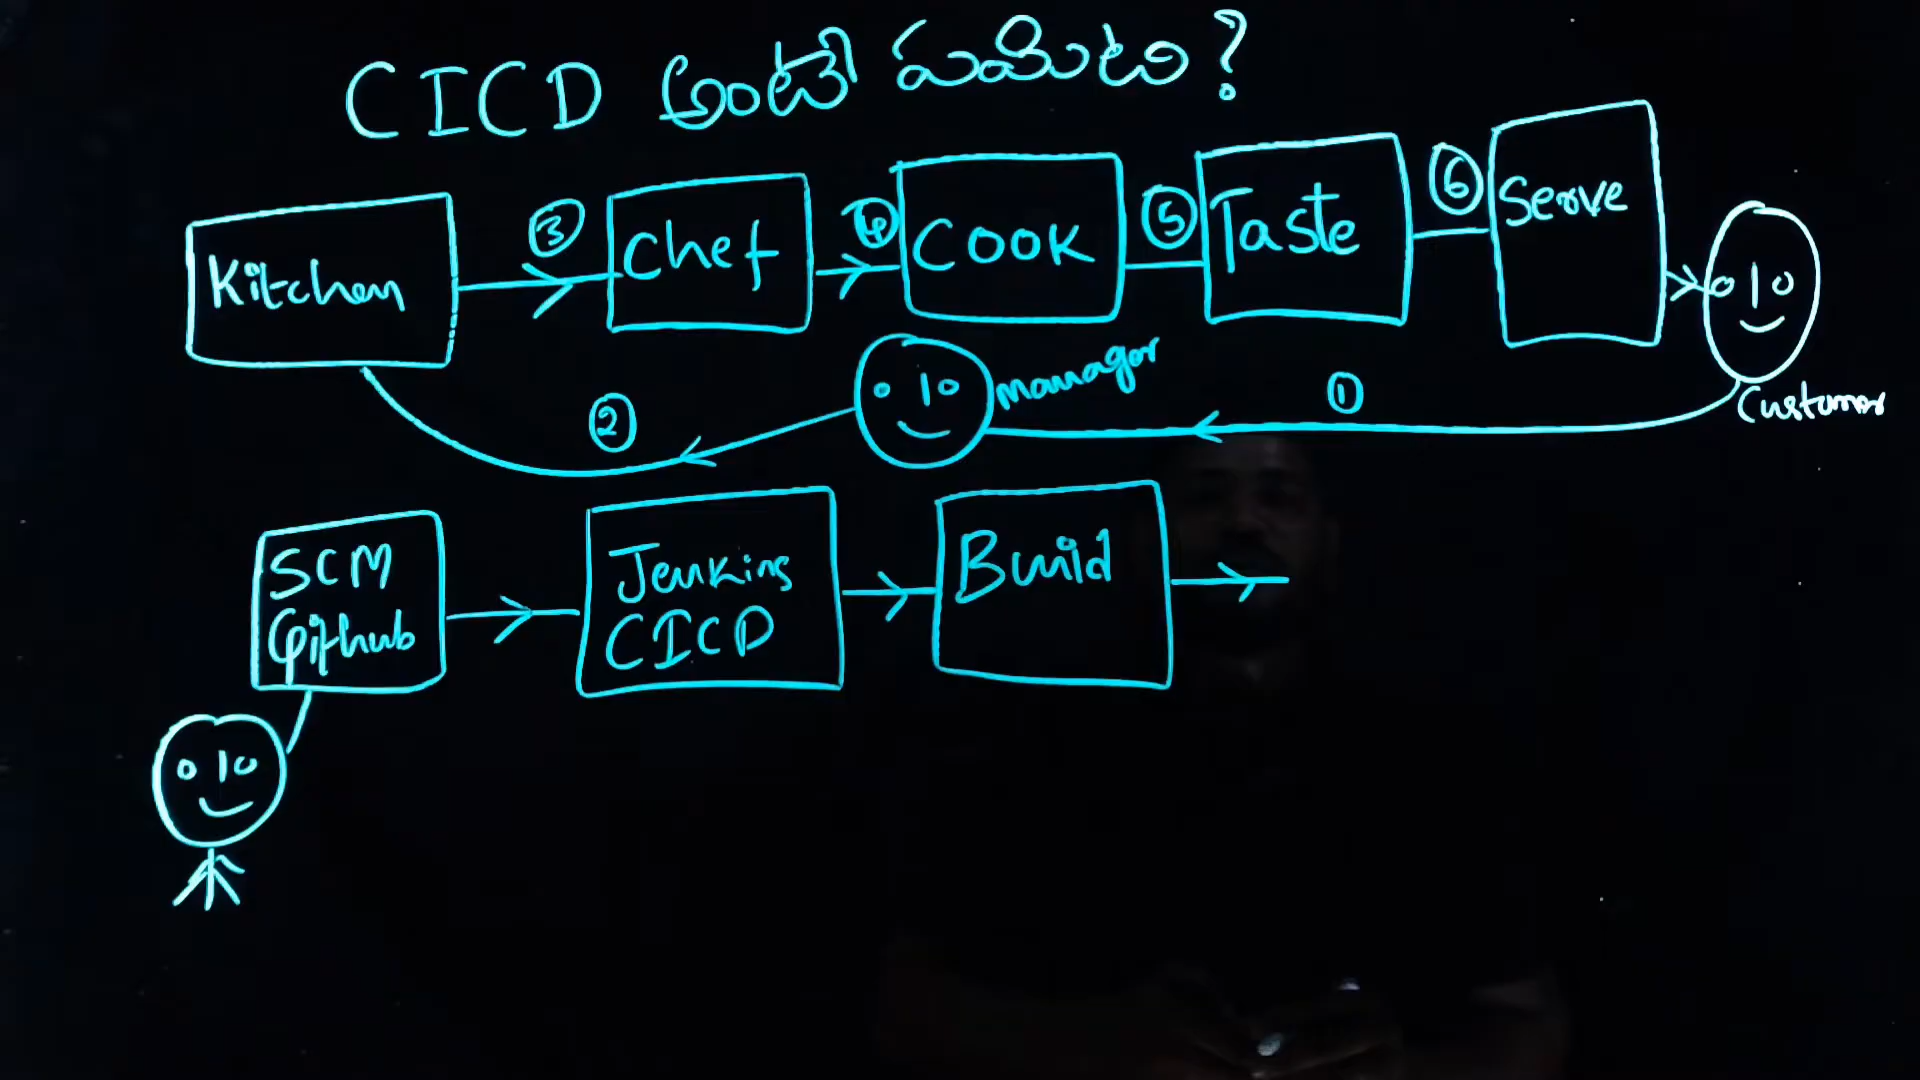 CICD అంటే ఏమిటి?
Kitchen
③
Chef
④
Cook
⑤
Taste
⑥
Serve
Customer
①
manager
②
SCM
Github
Jenkins
CICD
Build